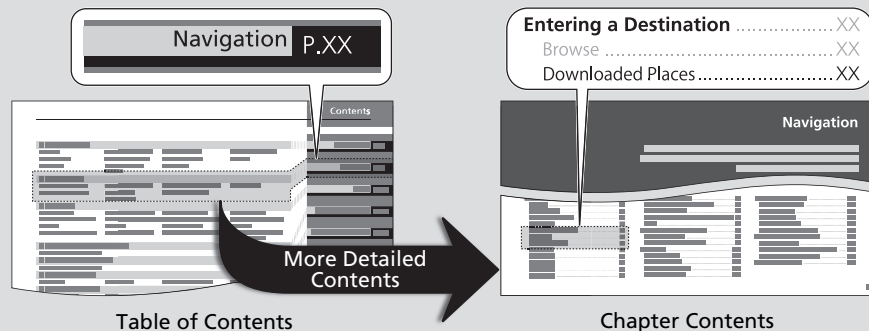 Navigation P.XX
Entering a Destination ................ XX
Browse ................ XX
Downloaded Places ................ XX
Contents
Navigation
More Detailed
Contents
Table of Contents
Chapter Contents